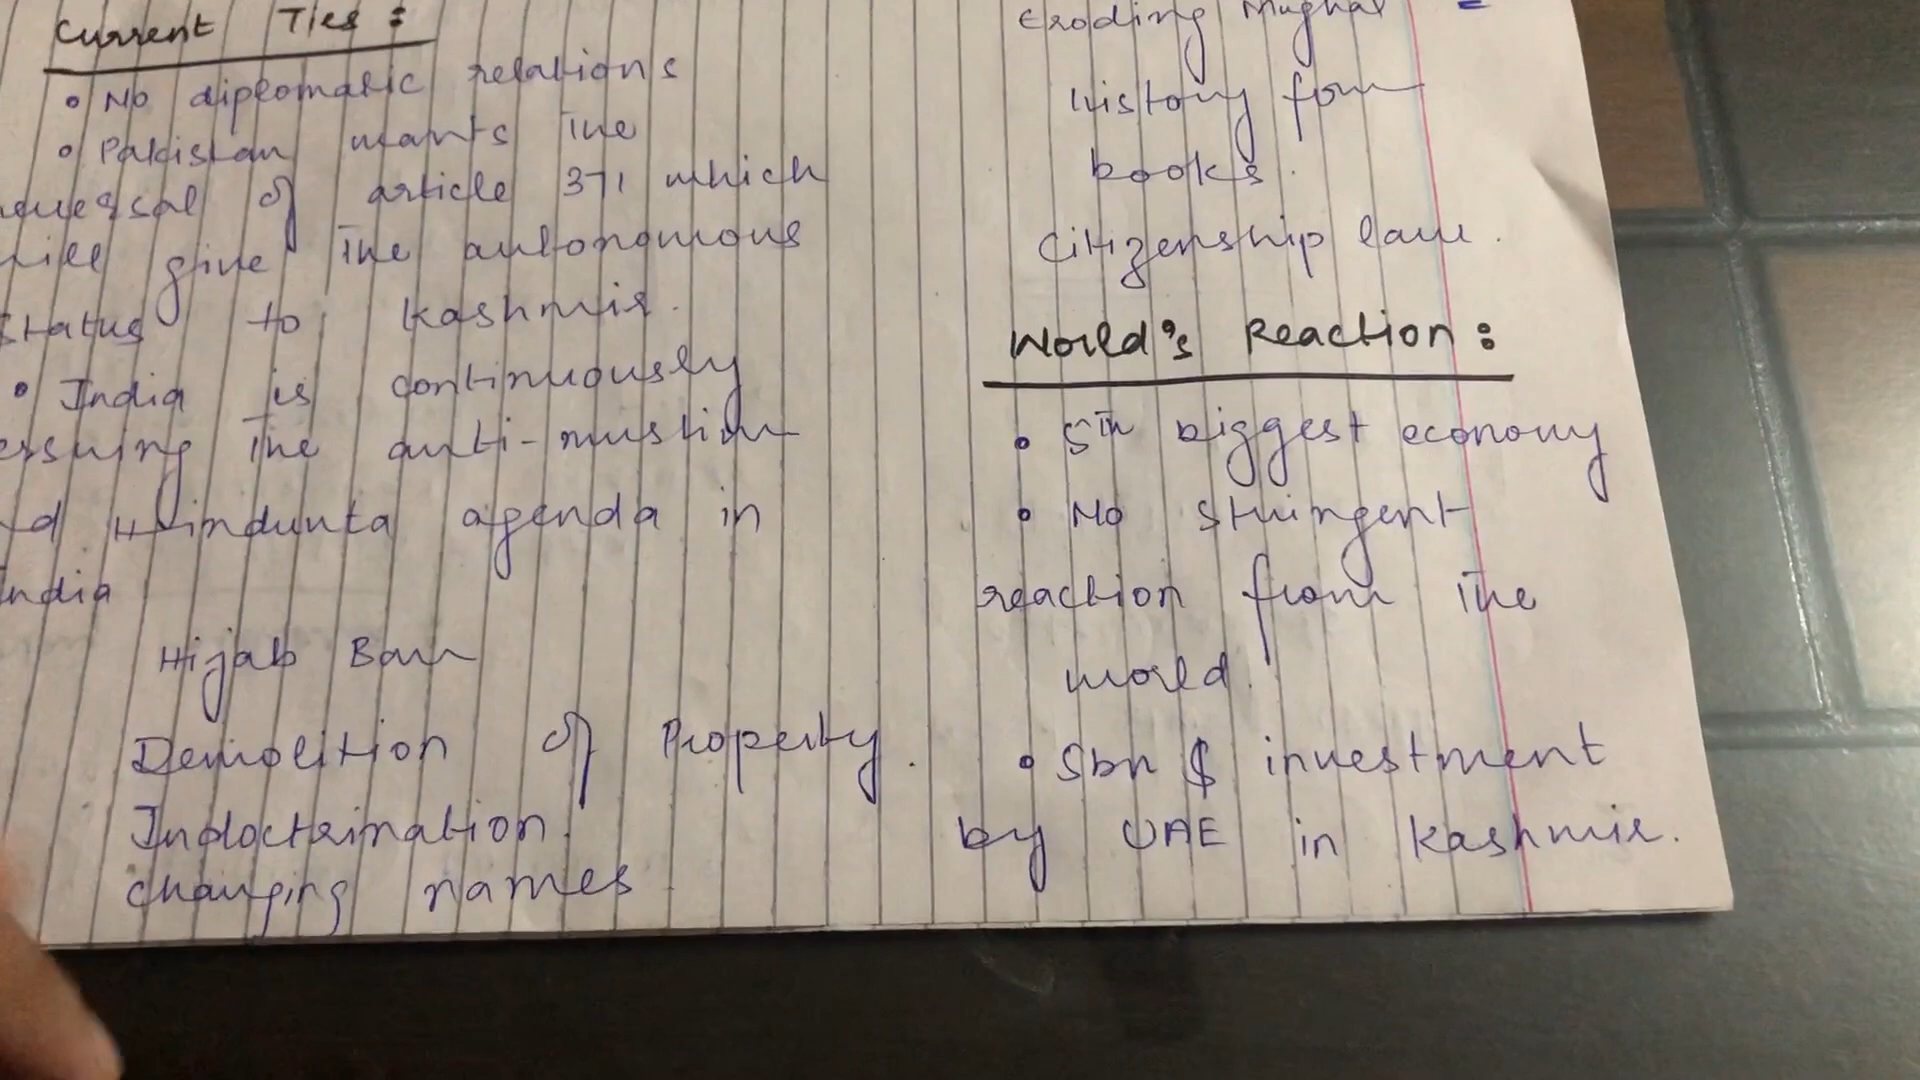 Current Ties :
• No diplomatic relations
• Pakistan wants the
of article 371 which
give the autonomous
status to Kashmir.
• India is continuously
the anti-muslim
Hindutva agenda in
India
Hijab Ban
Demolition of Property.
Indoctrination.
changing names
Eroding Mughal =
history from
books.
Citizenship law.
World's Reaction :
• 5th biggest economy
• No stringent
reaction from the
world.
• 5bn $ investment
by UAE in Kashmir.